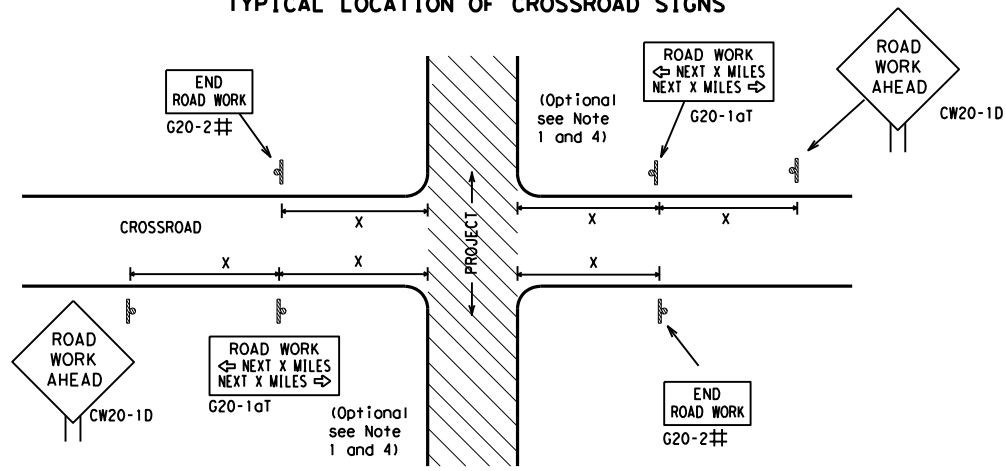 TYPICAL LOCATION OF CROSSROAD SIGNS
END
ROAD WORK
G20-2#
ROAD WORK
⇦ NEXT X MILES
NEXT X MILES ⇨
G20-1aT
(Optional
see Note
1 and 4)
ROAD
WORK
AHEAD
CW20-1D
X
X
X
CROSSROAD
PROJECT
X
X
X
ROAD
WORK
AHEAD
CW20-1D
ROAD WORK
⇦ NEXT X MILES
NEXT X MILES ⇨
G20-1aT
(Optional
see Note
1 and 4)
END
ROAD WORK
G20-2#